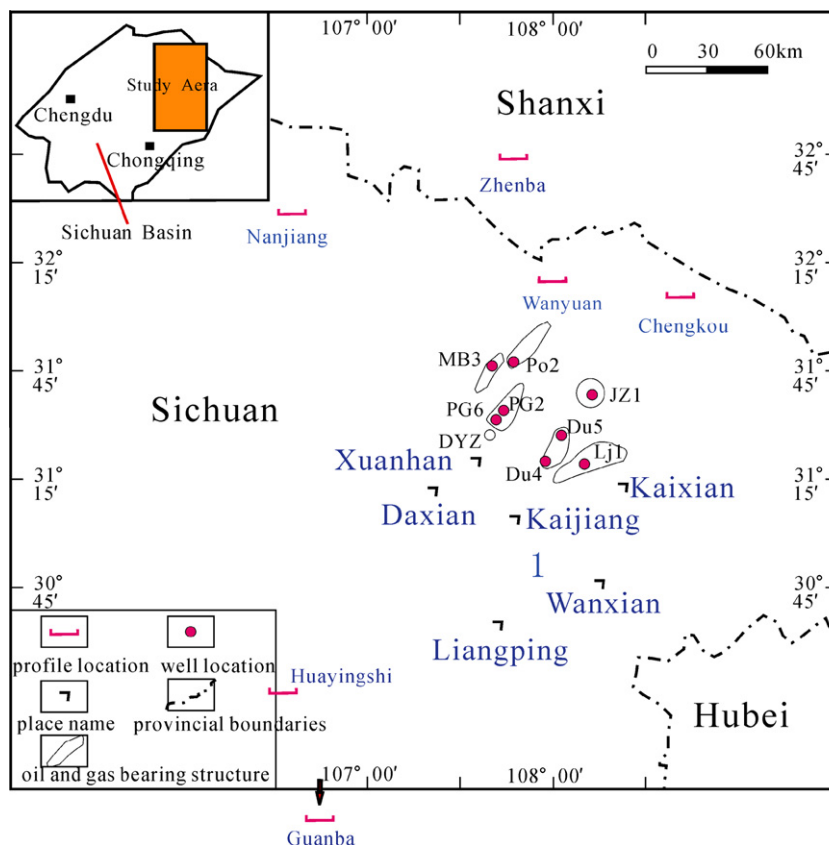 107° 00′
108° 00′
0 30 60km
Study Aera
Chengdu
Chongqing
Sichuan Basin
Shanxi
32°
45′
32°
45′
Zhenba
Nanjiang
32°
15′
32°
15′
Wanyuan
Chengkou
31°
45′
31°
45′
MB3
Po2
JZ1
Sichuan
PG6
PG2
DYZ
Du5
Xuanhan
Du4
Lj1
31°
15′
31°
15′
Daxian
Kaixian
Kaijiang
1
30°
45′
30°
45′
Wanxian
Liangping
profile location
well location
Huayingshi
place name
provincial boundaries
Hubei
oil and gas bearing structure
107° 00′
108° 00′
Guanba